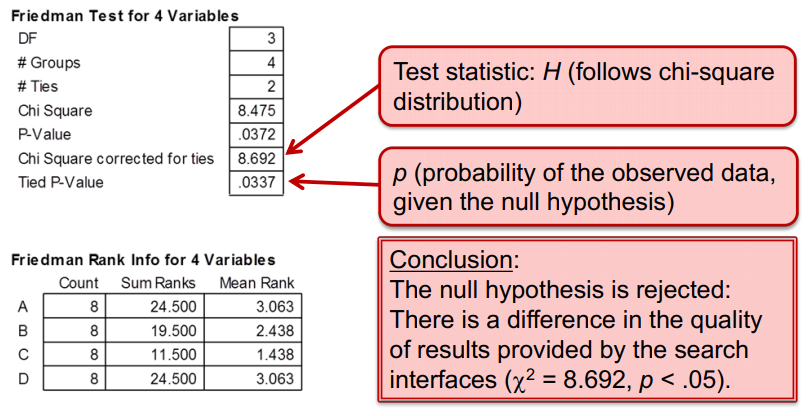 Friedman Test for 4 Variables
DF 3
# Groups 4
# Ties 2
Chi Square 8.475
P-Value .0372
Chi Square corrected for ties 8.692
Tied P-Value .0337
Test statistic: H (follows chi-square
distribution)
p (probability of the observed data,
given the null hypothesis)
Friedman Rank Info for 4 Variables
Count Sum Ranks Mean Rank
A 8 24.500 3.063
B 8 19.500 2.438
C 8 11.500 1.438
D 8 24.500 3.063
Conclusion:
The null hypothesis is rejected:
There is a difference in the quality
of results provided by the search
interfaces (χ² = 8.692, p < .05).